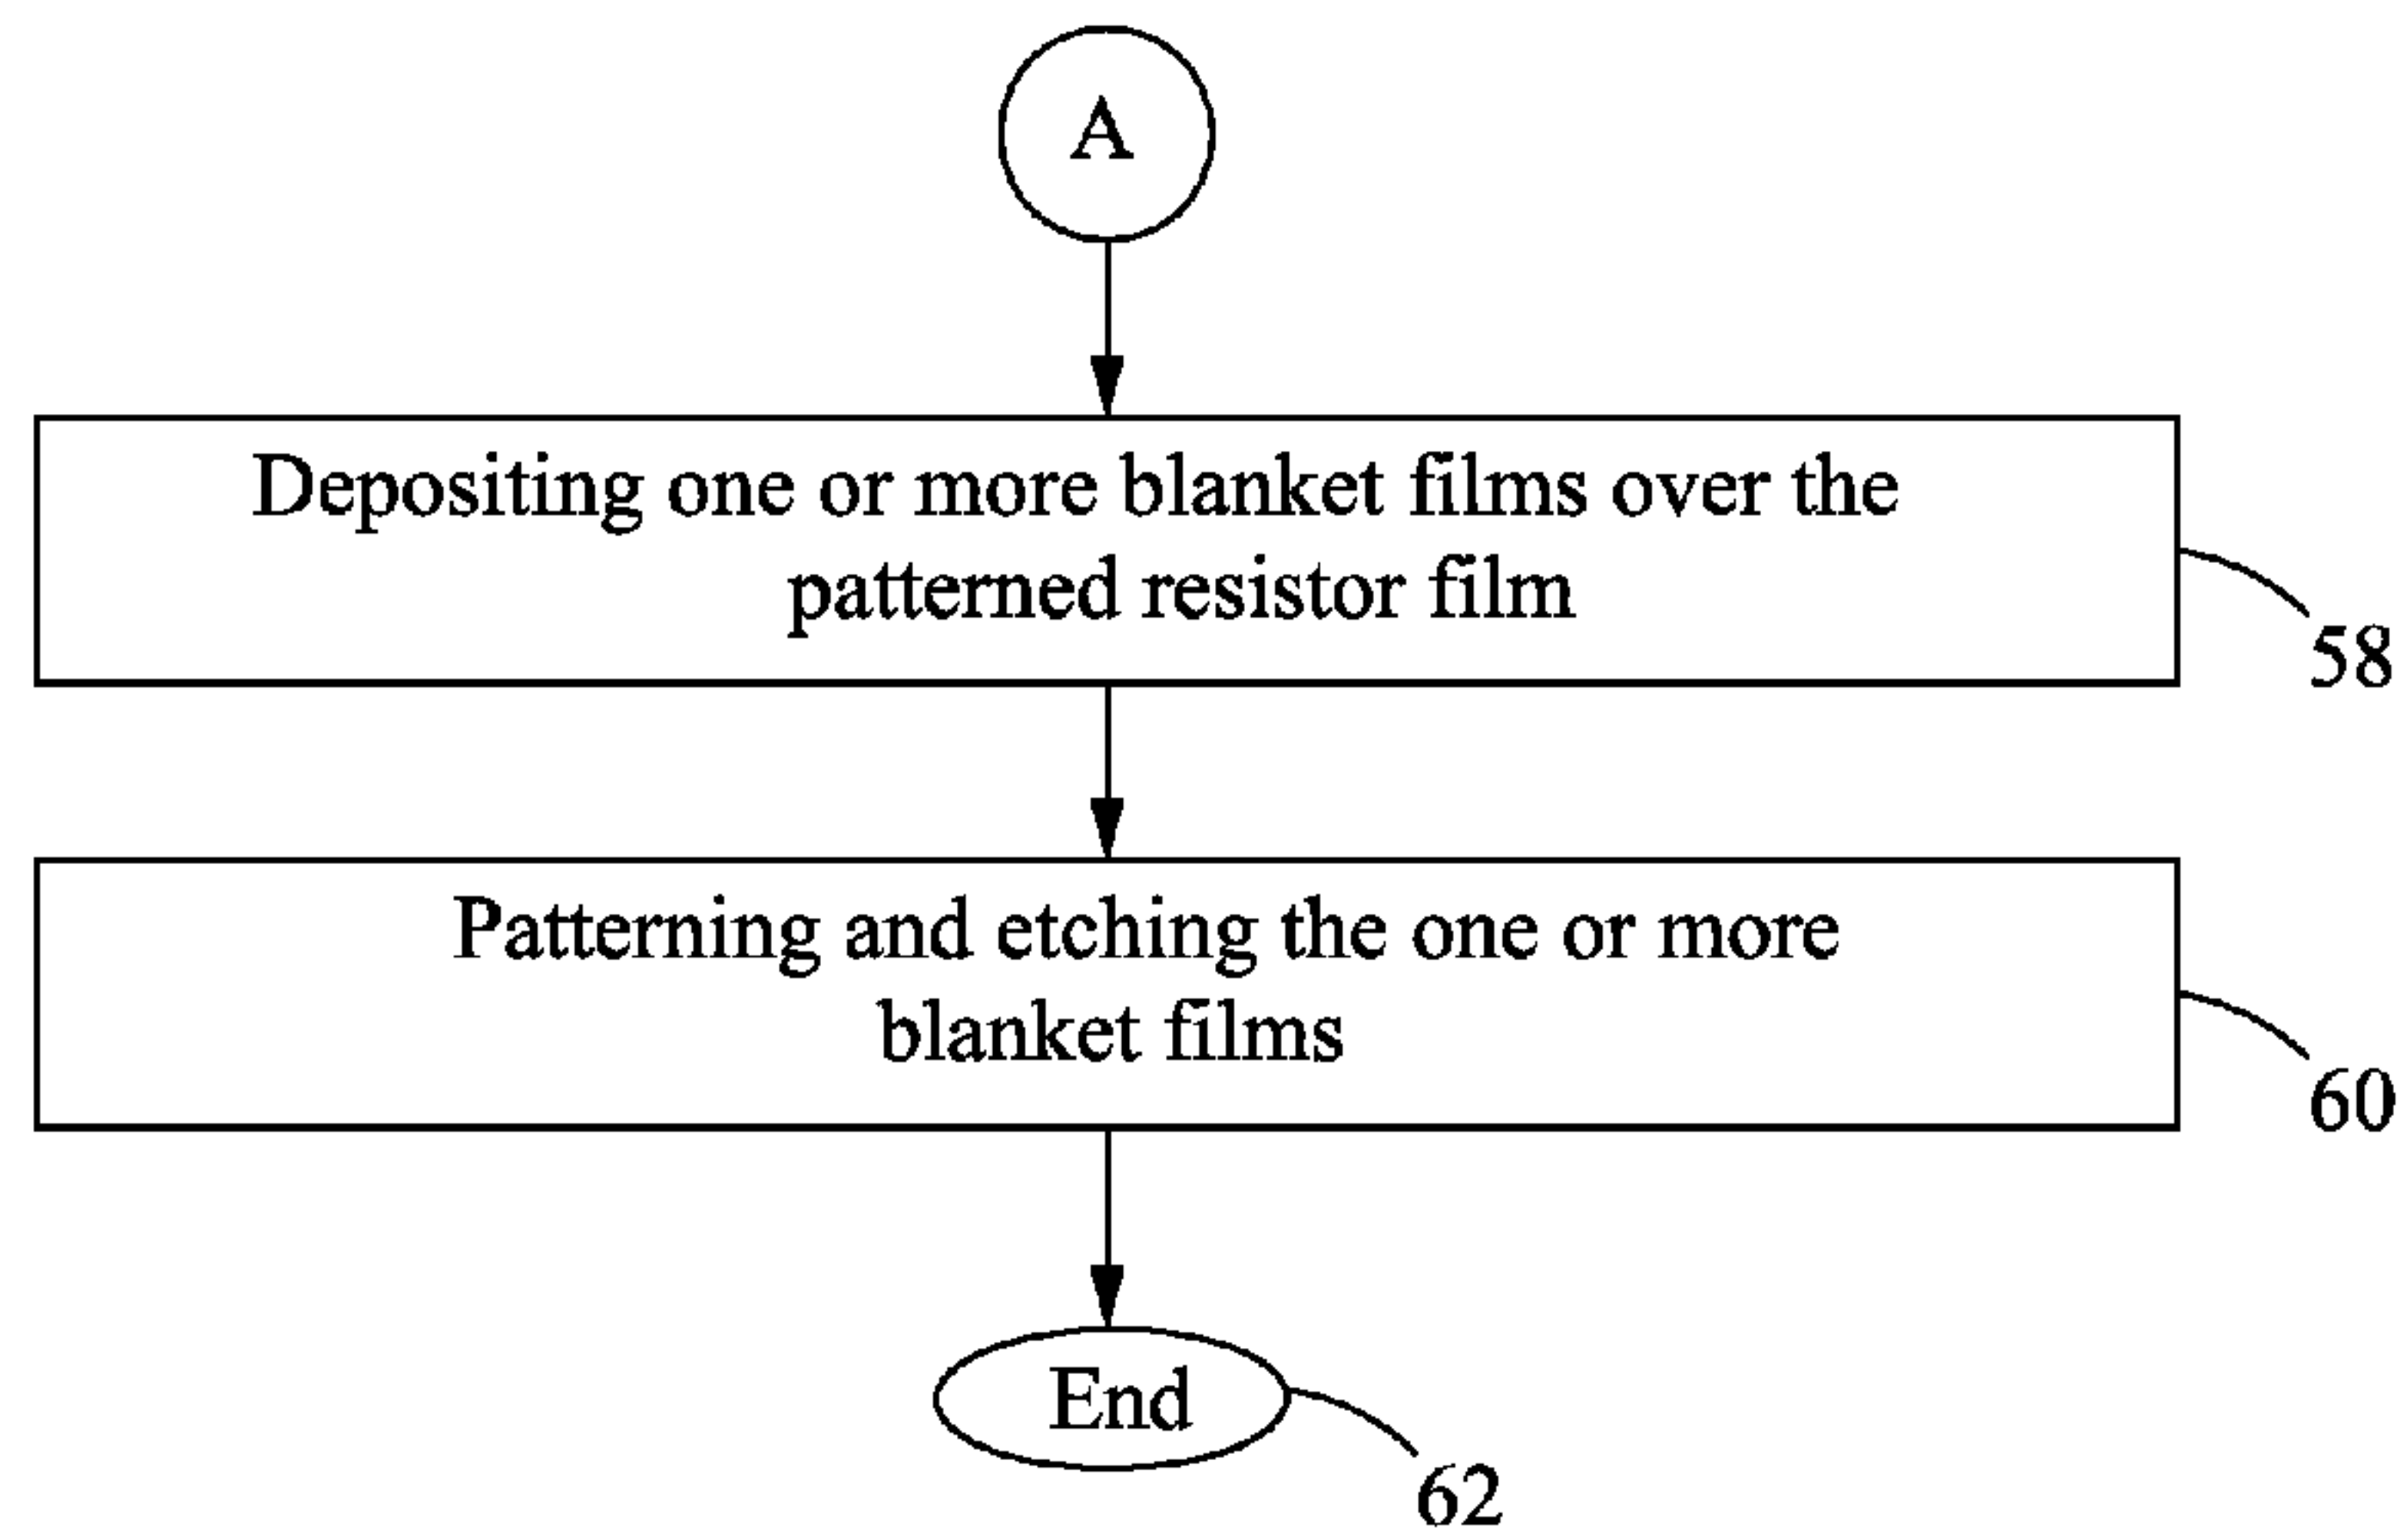 A
Depositing one or more blanket films over the
patterned resistor film
58
Patterning and etching the one or more
blanket films
60
End
62